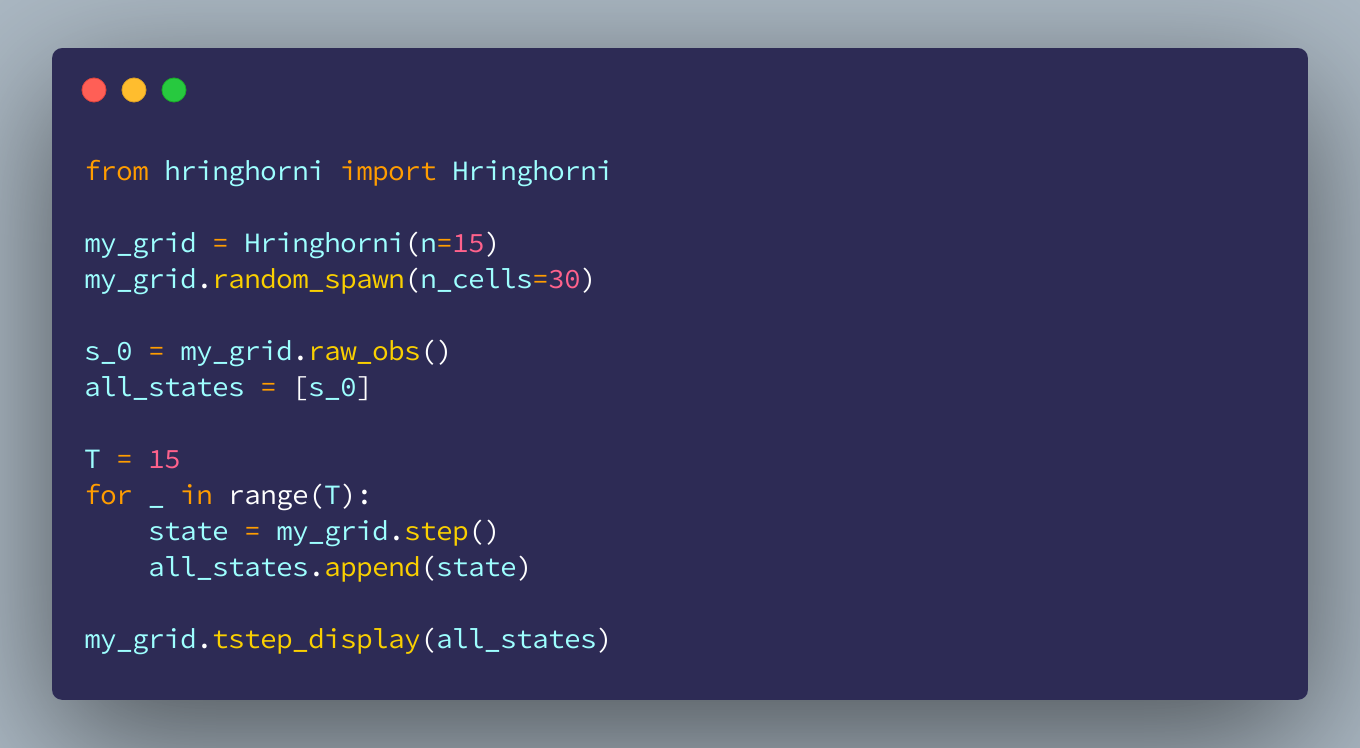 from hringhorni import Hringhorni
my_grid = Hringhorni(n=15)
my_grid.random_spawn(n_cells=30)
s_0 = my_grid.raw_obs()
all_states = [s_0]
T = 15
for _ in range(T):
    state = my_grid.step()
    all_states.append(state)
my_grid.tstep_display(all_states)